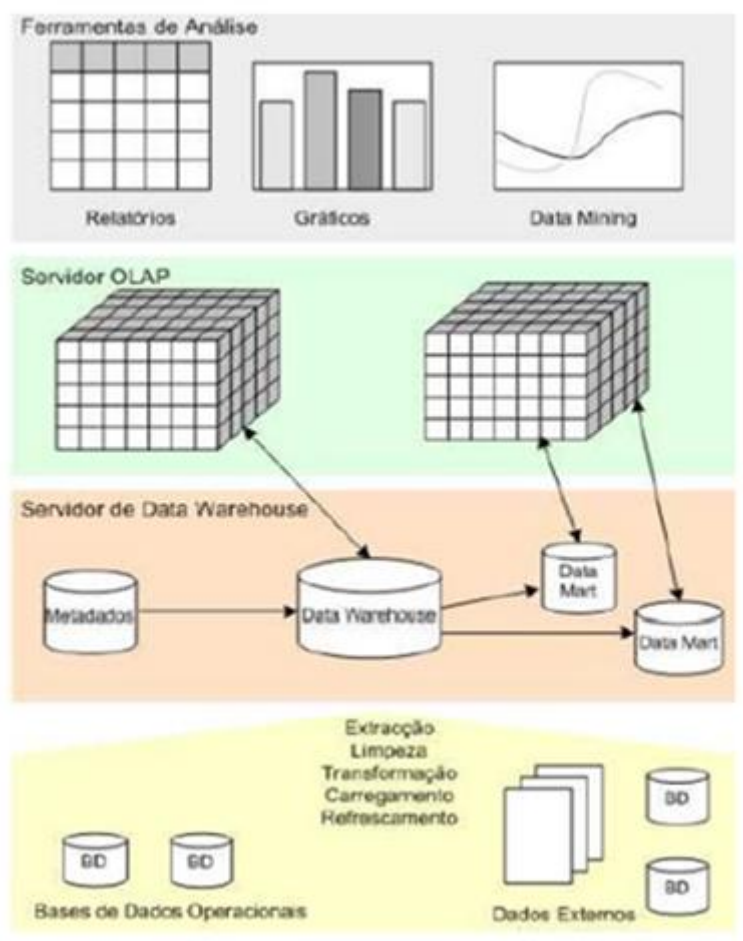 Ferramentas de Análise
Relatórios
Gráficos
Data Mining
Servidor OLAP
Servidor de Data Warehouse
Metadados
Data Warehouse
Data
Mart
Data Mart
Extracção
Limpeza
Transformação
Carregamento
Refrescamento
BD
BD
Bases de Dados Operacionais
BD
BD
Dados Externos